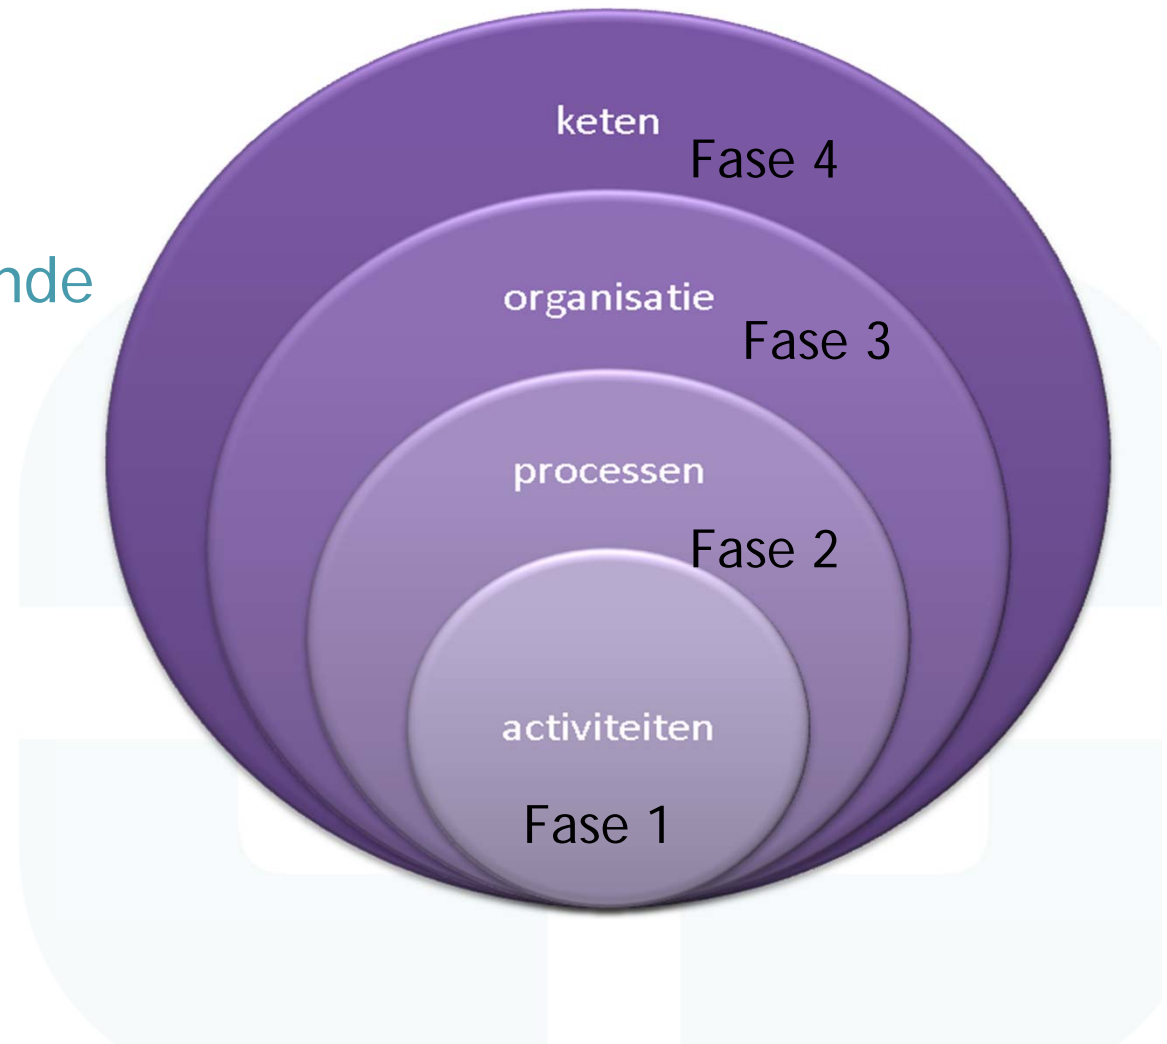 keten
Fase 4
nde
organisatie
Fase 3
processen
Fase 2
activiteiten
Fase 1